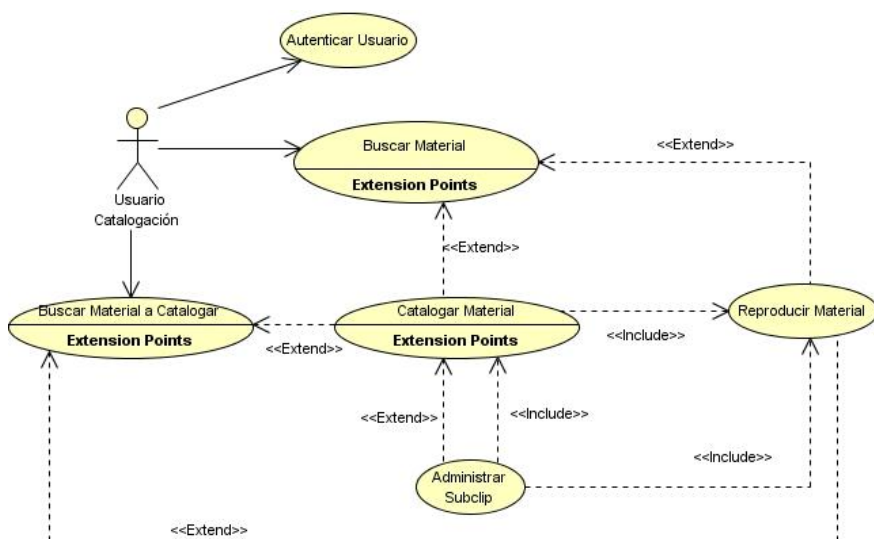 Autenticar Usuario
Buscar Material
Extension Points
<<Extend>>
Usuario
Catalogación
<<Extend>>
Buscar Material a Catalogar
Extension Points
<<Extend>>
Catalogar Material
Extension Points
<<Include>>
Reproducir Material
<<Extend>>
<<Include>>
<<Include>>
Administrar
Subclip
<<Extend>>